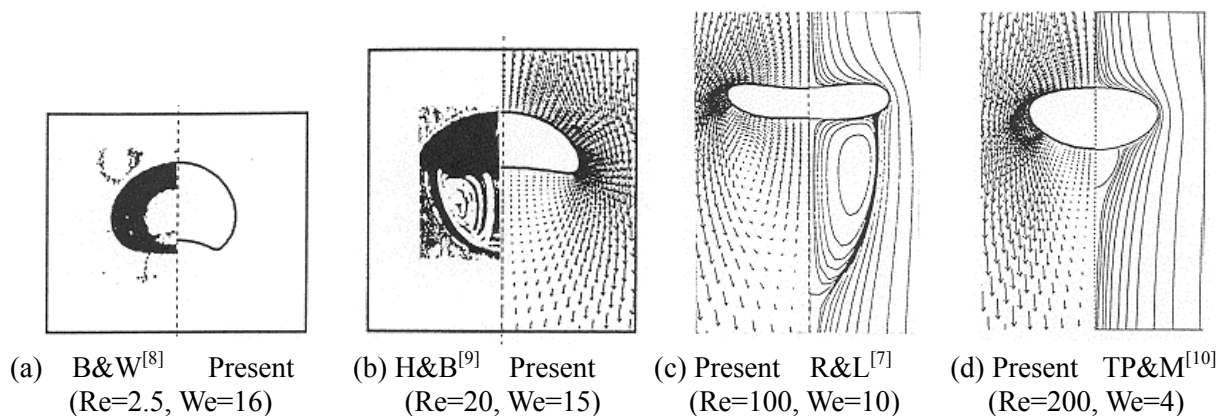 (a) B&W[8] Present
(Re=2.5, We=16)
(b) H&B[9] Present
(Re=20, We=15)
(c) Present R&L[7]
(Re=100, We=10)
(d) Present TP&M[10]
(Re=200, We=4)